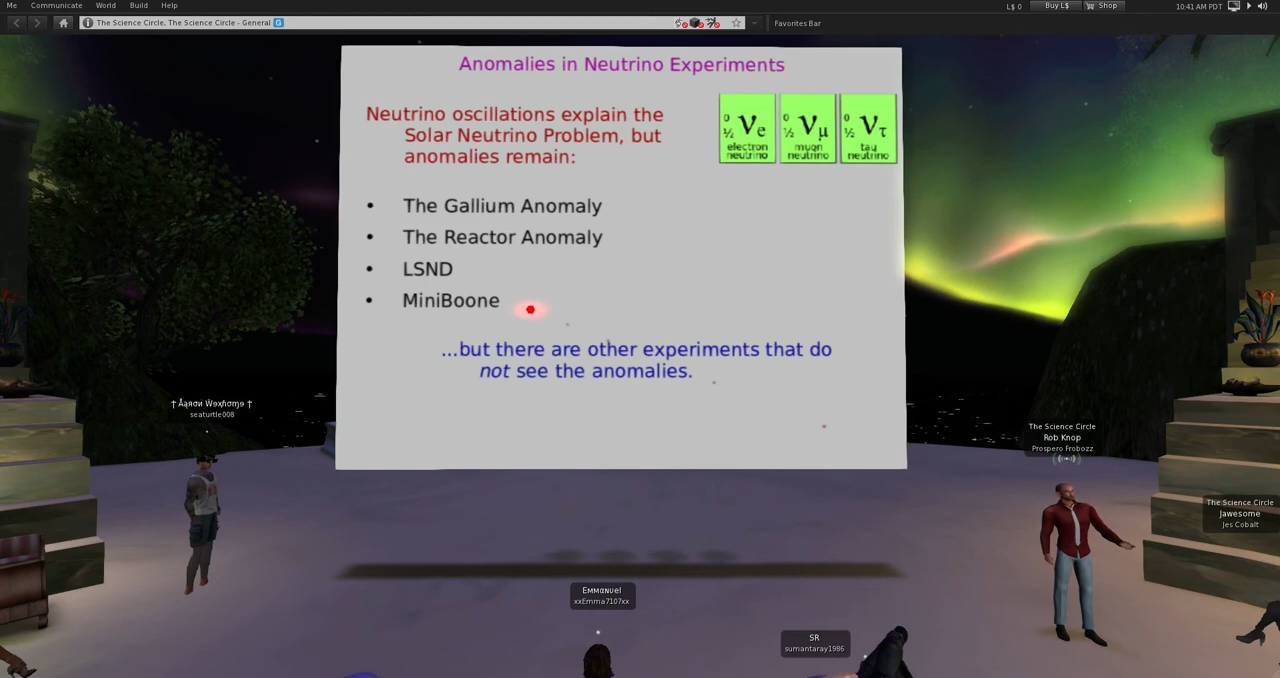 Me Communicate World Build Help
L$ 0 Buy L$ Shop 10:41 AM PDT
The Science Circle, The Science Circle - General G
Favorites Bar
Anomalies in Neutrino Experiments
Neutrino oscillations explain the
Solar Neutrino Problem, but
anomalies remain:
0 ½ νe electron neutrino
0 ½ νμ muon neutrino
0 ½ ντ tau neutrino
• The Gallium Anomaly
• The Reactor Anomaly
• LSND
• MiniBoone
...but there are other experiments that do
not see the anomalies.
seaturtle008
The Science Circle
Rob Knop
Prospero Frobozz
The Science Circle
Jawesome
Jes Cobalt
Emmanuel
xxEmma7107xx
SR
sumantaray1986